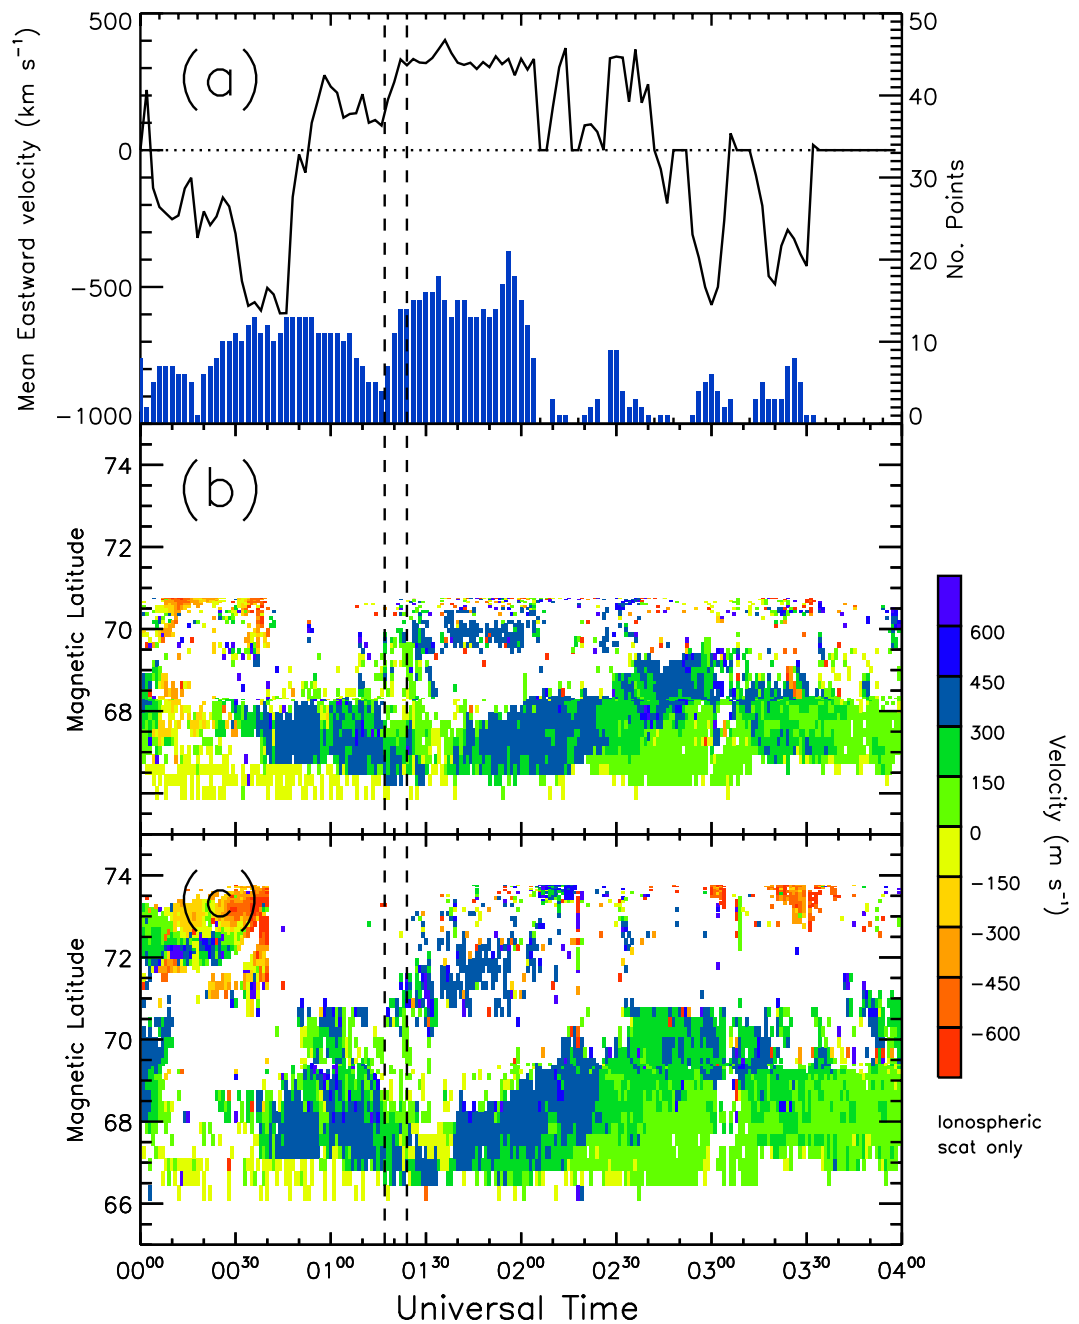 500
0
−500
−1000
Mean Eastward velocity (km s⁻¹)
(a)
50
40
30
20
10
0
No. Points
(b)
74
72
70
68
Magnetic Latitude
(c)
74
72
70
68
66
Magnetic Latitude
00⁰⁰ 00³⁰ 01⁰⁰ 01³⁰ 02⁰⁰ 02³⁰ 03⁰⁰ 03³⁰ 04⁰⁰
Universal Time
600
450
300
150
0
−150
−300
−450
−600
Velocity (m s⁻¹)
Ionospheric
scat only